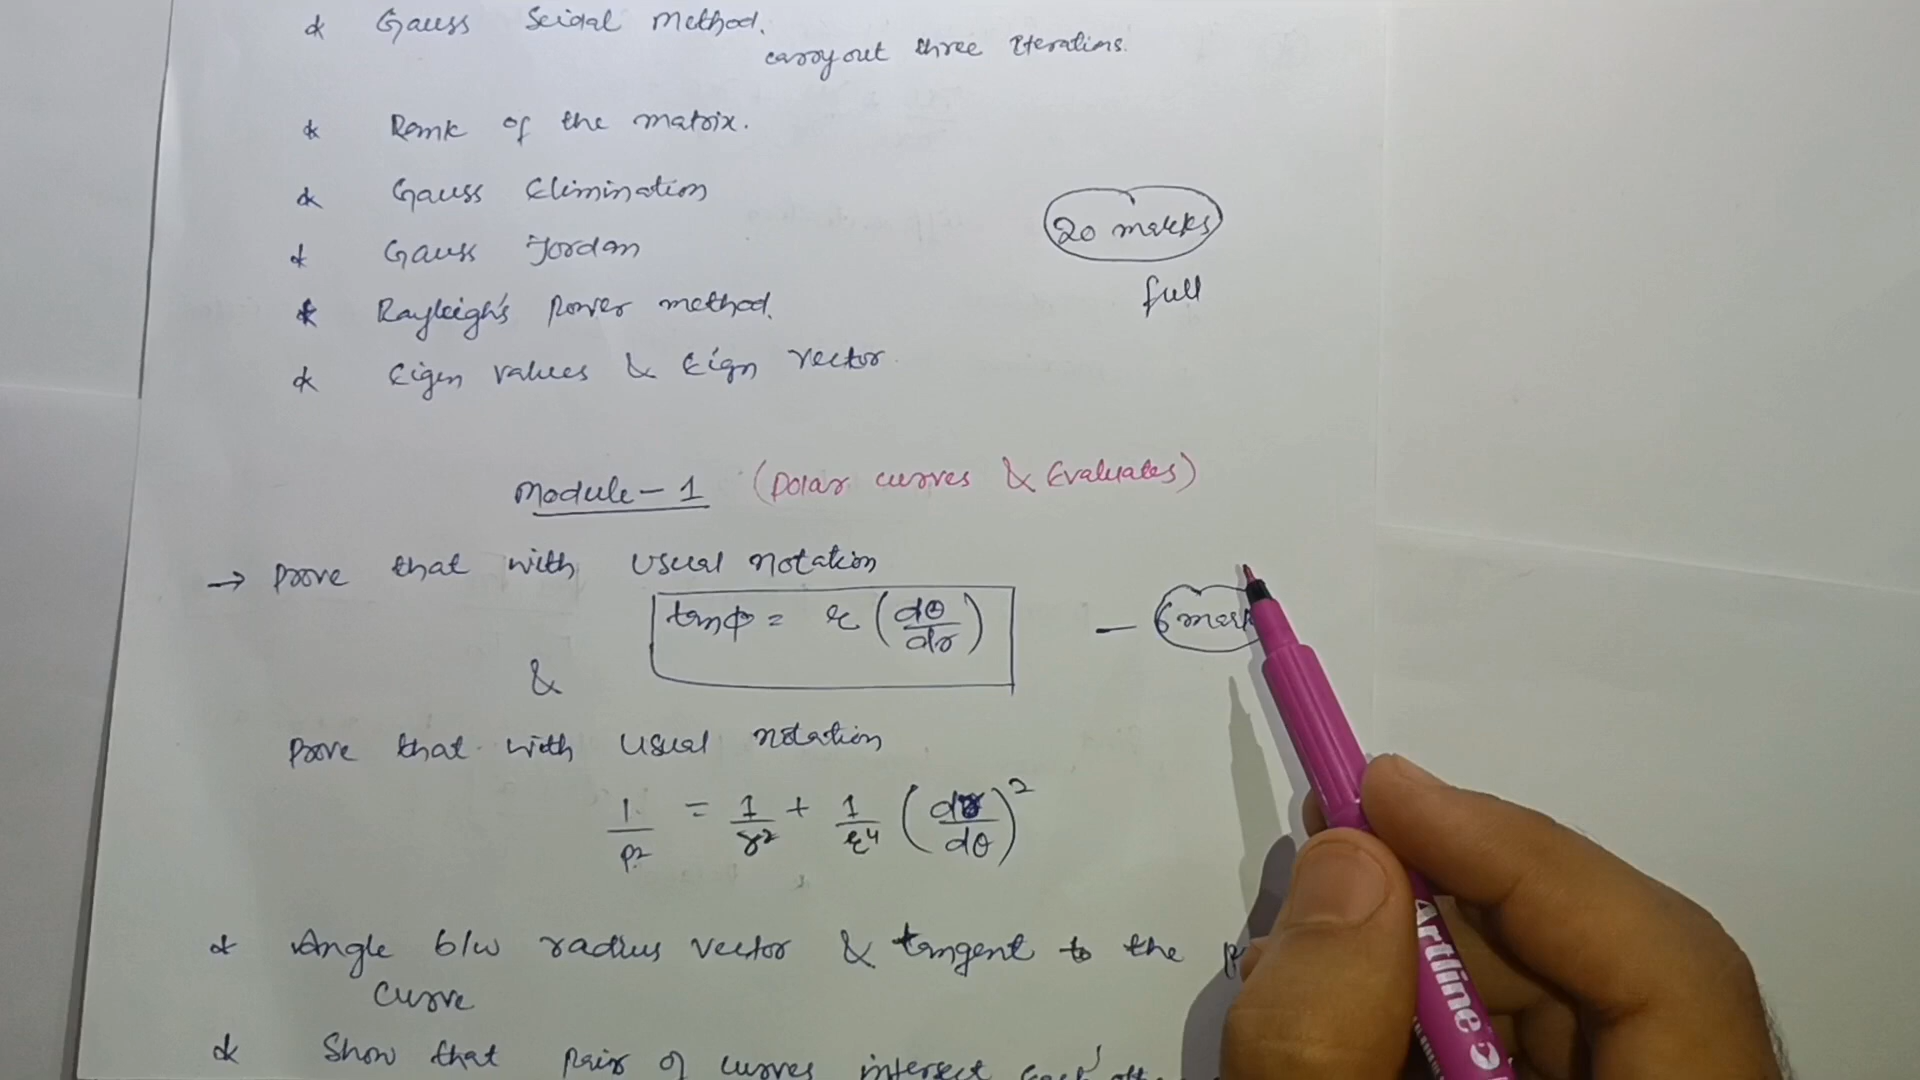 * Gauss Seidal Method.
carry out three Iterations.
* Rank of the matrix.
* Gauss Elimination
* Gauss Jordan
20 marks
full
* Rayleigh's Power method.
* Eigen values & Eign vector
Module - 1 (Polar curves & Evaluates)
→ Prove that with usual notation
tanϕ = r (dθ/dr) — 6 mark
&
Prove that with usual notation
1/p² = 1/r² + 1/r⁴ (dr/dθ)²
* Angle b/w radius vector & tangent to the
curve
* Show that pair of curves intersect each
Artline